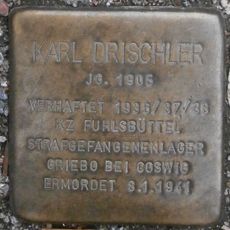 KARL DRISCHLER
JG. 1905
VERHAFTET 1936/37/38
KZ FUHLSBÜTTEL
STRAFGEFANGENENLAGER
GRIEBO BEI COSWIG
ERMORDET 8.1.1941